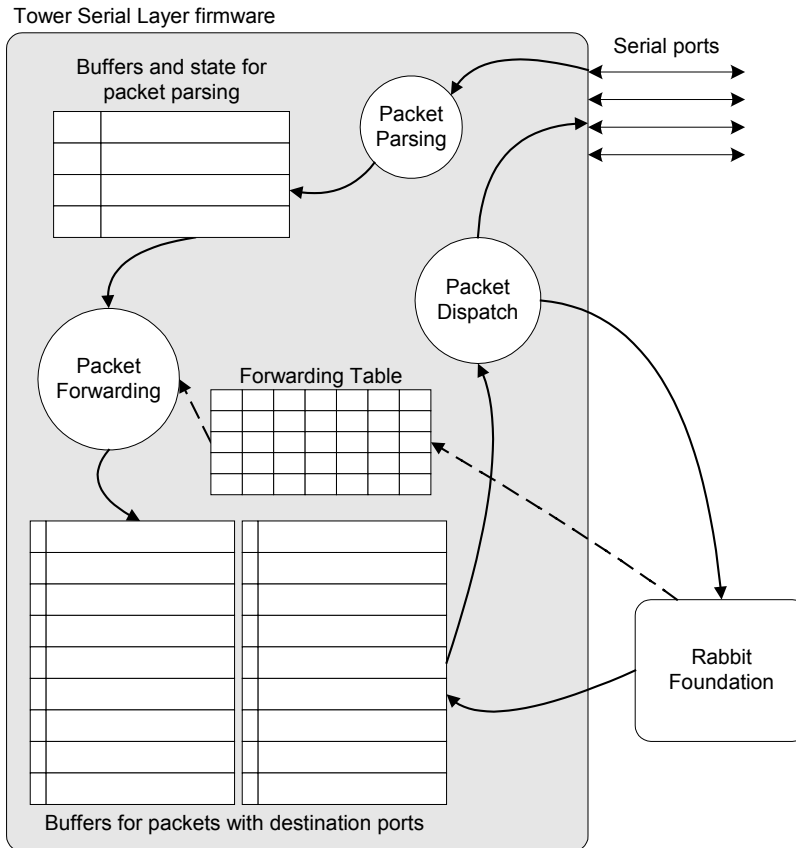 Tower Serial Layer firmware
Serial ports
Buffers and state for
packet parsing
Packet
Parsing
Packet
Dispatch
Packet
Forwarding
Forwarding Table
Rabbit
Foundation
Buffers for packets with destination ports